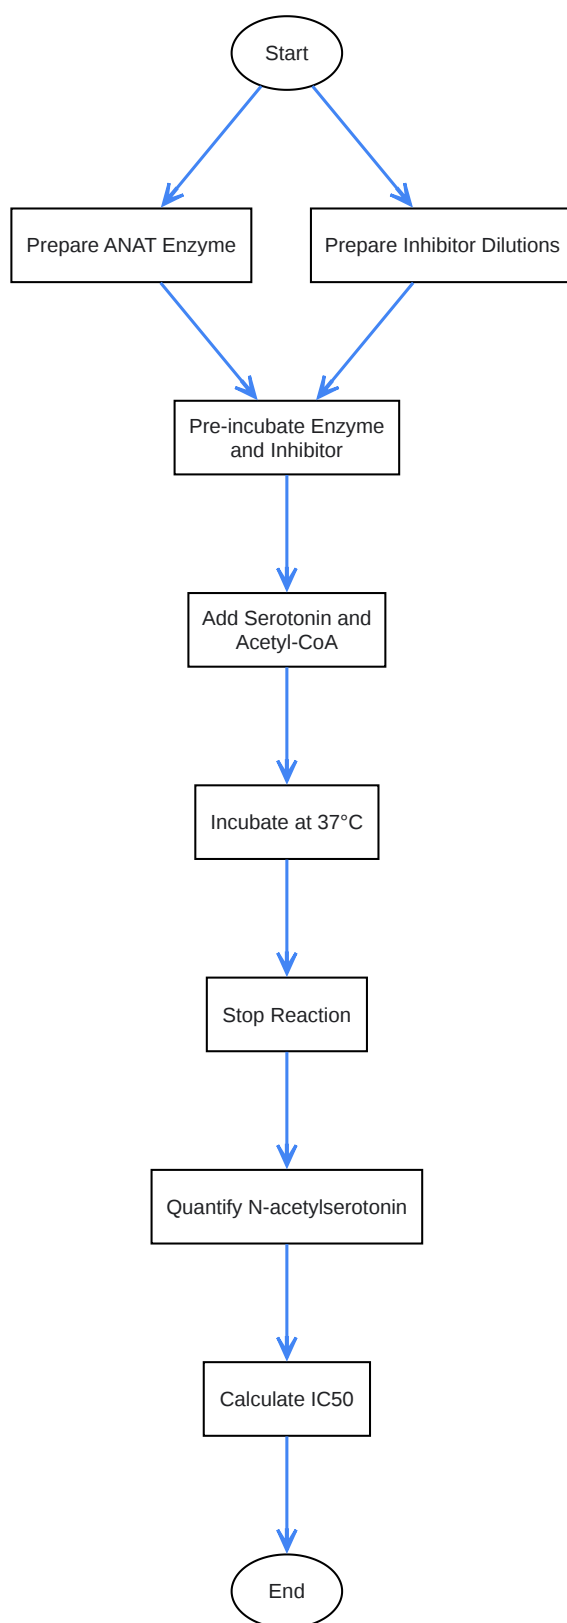 Start
Prepare ANAT Enzyme
Prepare Inhibitor Dilutions
Pre-incubate Enzyme
and Inhibitor
Add Serotonin and
Acetyl-CoA
Incubate at 37°C
Stop Reaction
Quantify N-acetylserotonin
Calculate IC50
End